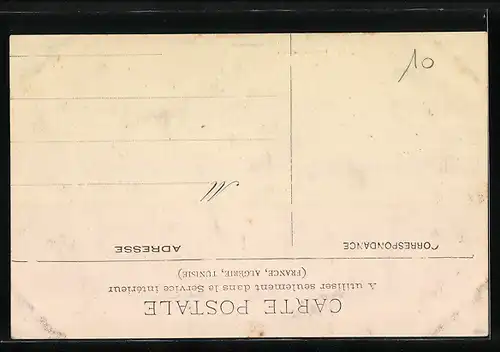 CARTE POSTALE
A utiliser seulement dans le Service intérieur
(FRANCE, ALGÉRIE, TUNISIE)
CORRESPONDANCE
ADRESSE
M
10